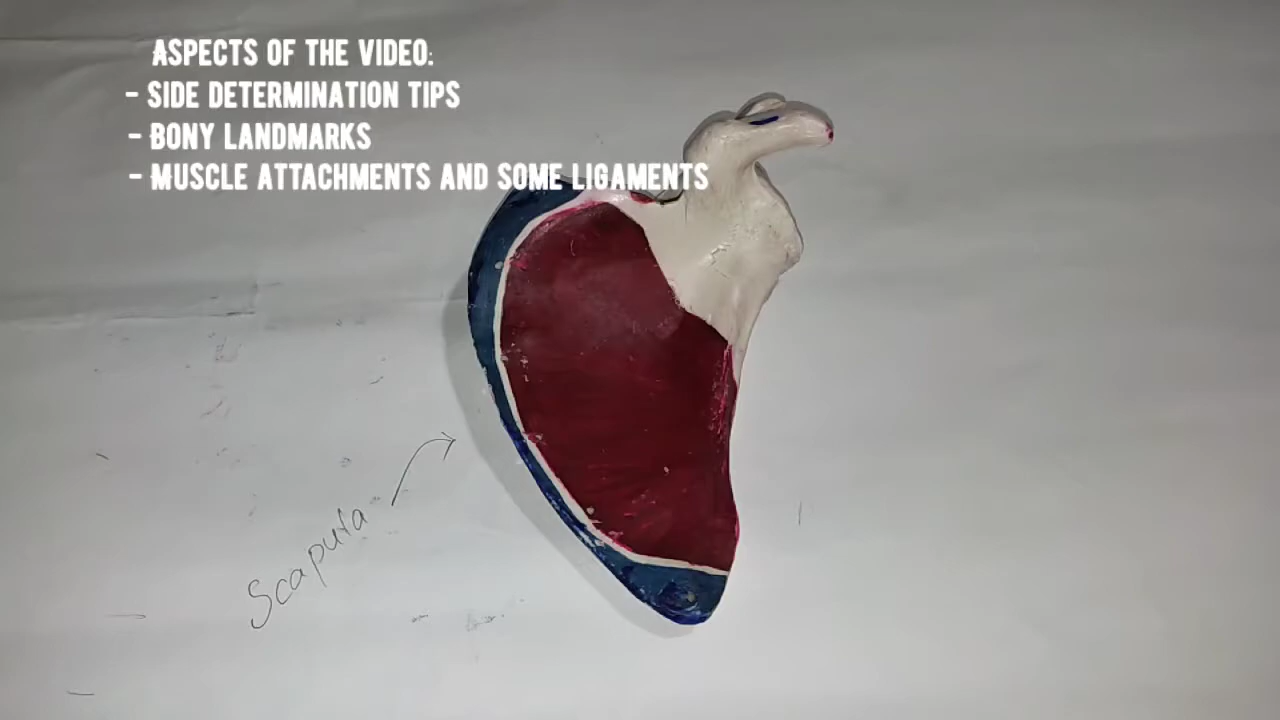 Aspects of the video:
- Side determination tips
- Bony landmarks
- Muscle attachments and some ligaments
Scapula